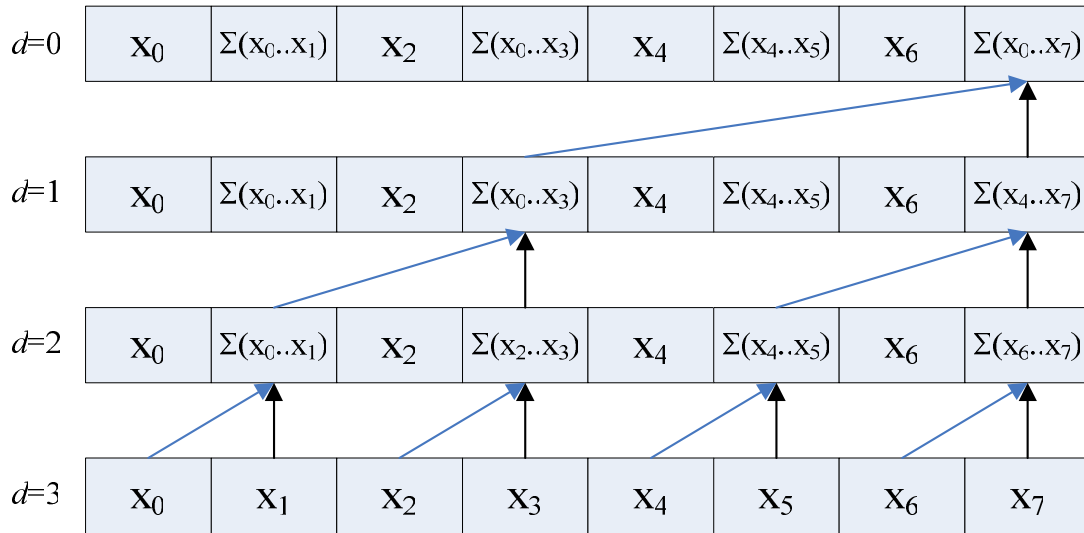 d=0 x₀ Σ(x₀..x₁) x₂ Σ(x₀..x₃) x₄ Σ(x₄..x₅) x₆ Σ(x₀..x₇)
d=1 x₀ Σ(x₀..x₁) x₂ Σ(x₀..x₃) x₄ Σ(x₄..x₅) x₆ Σ(x₄..x₇)
d=2 x₀ Σ(x₀..x₁) x₂ Σ(x₂..x₃) x₄ Σ(x₄..x₅) x₆ Σ(x₆..x₇)
d=3 x₀ x₁ x₂ x₃ x₄ x₅ x₆ x₇